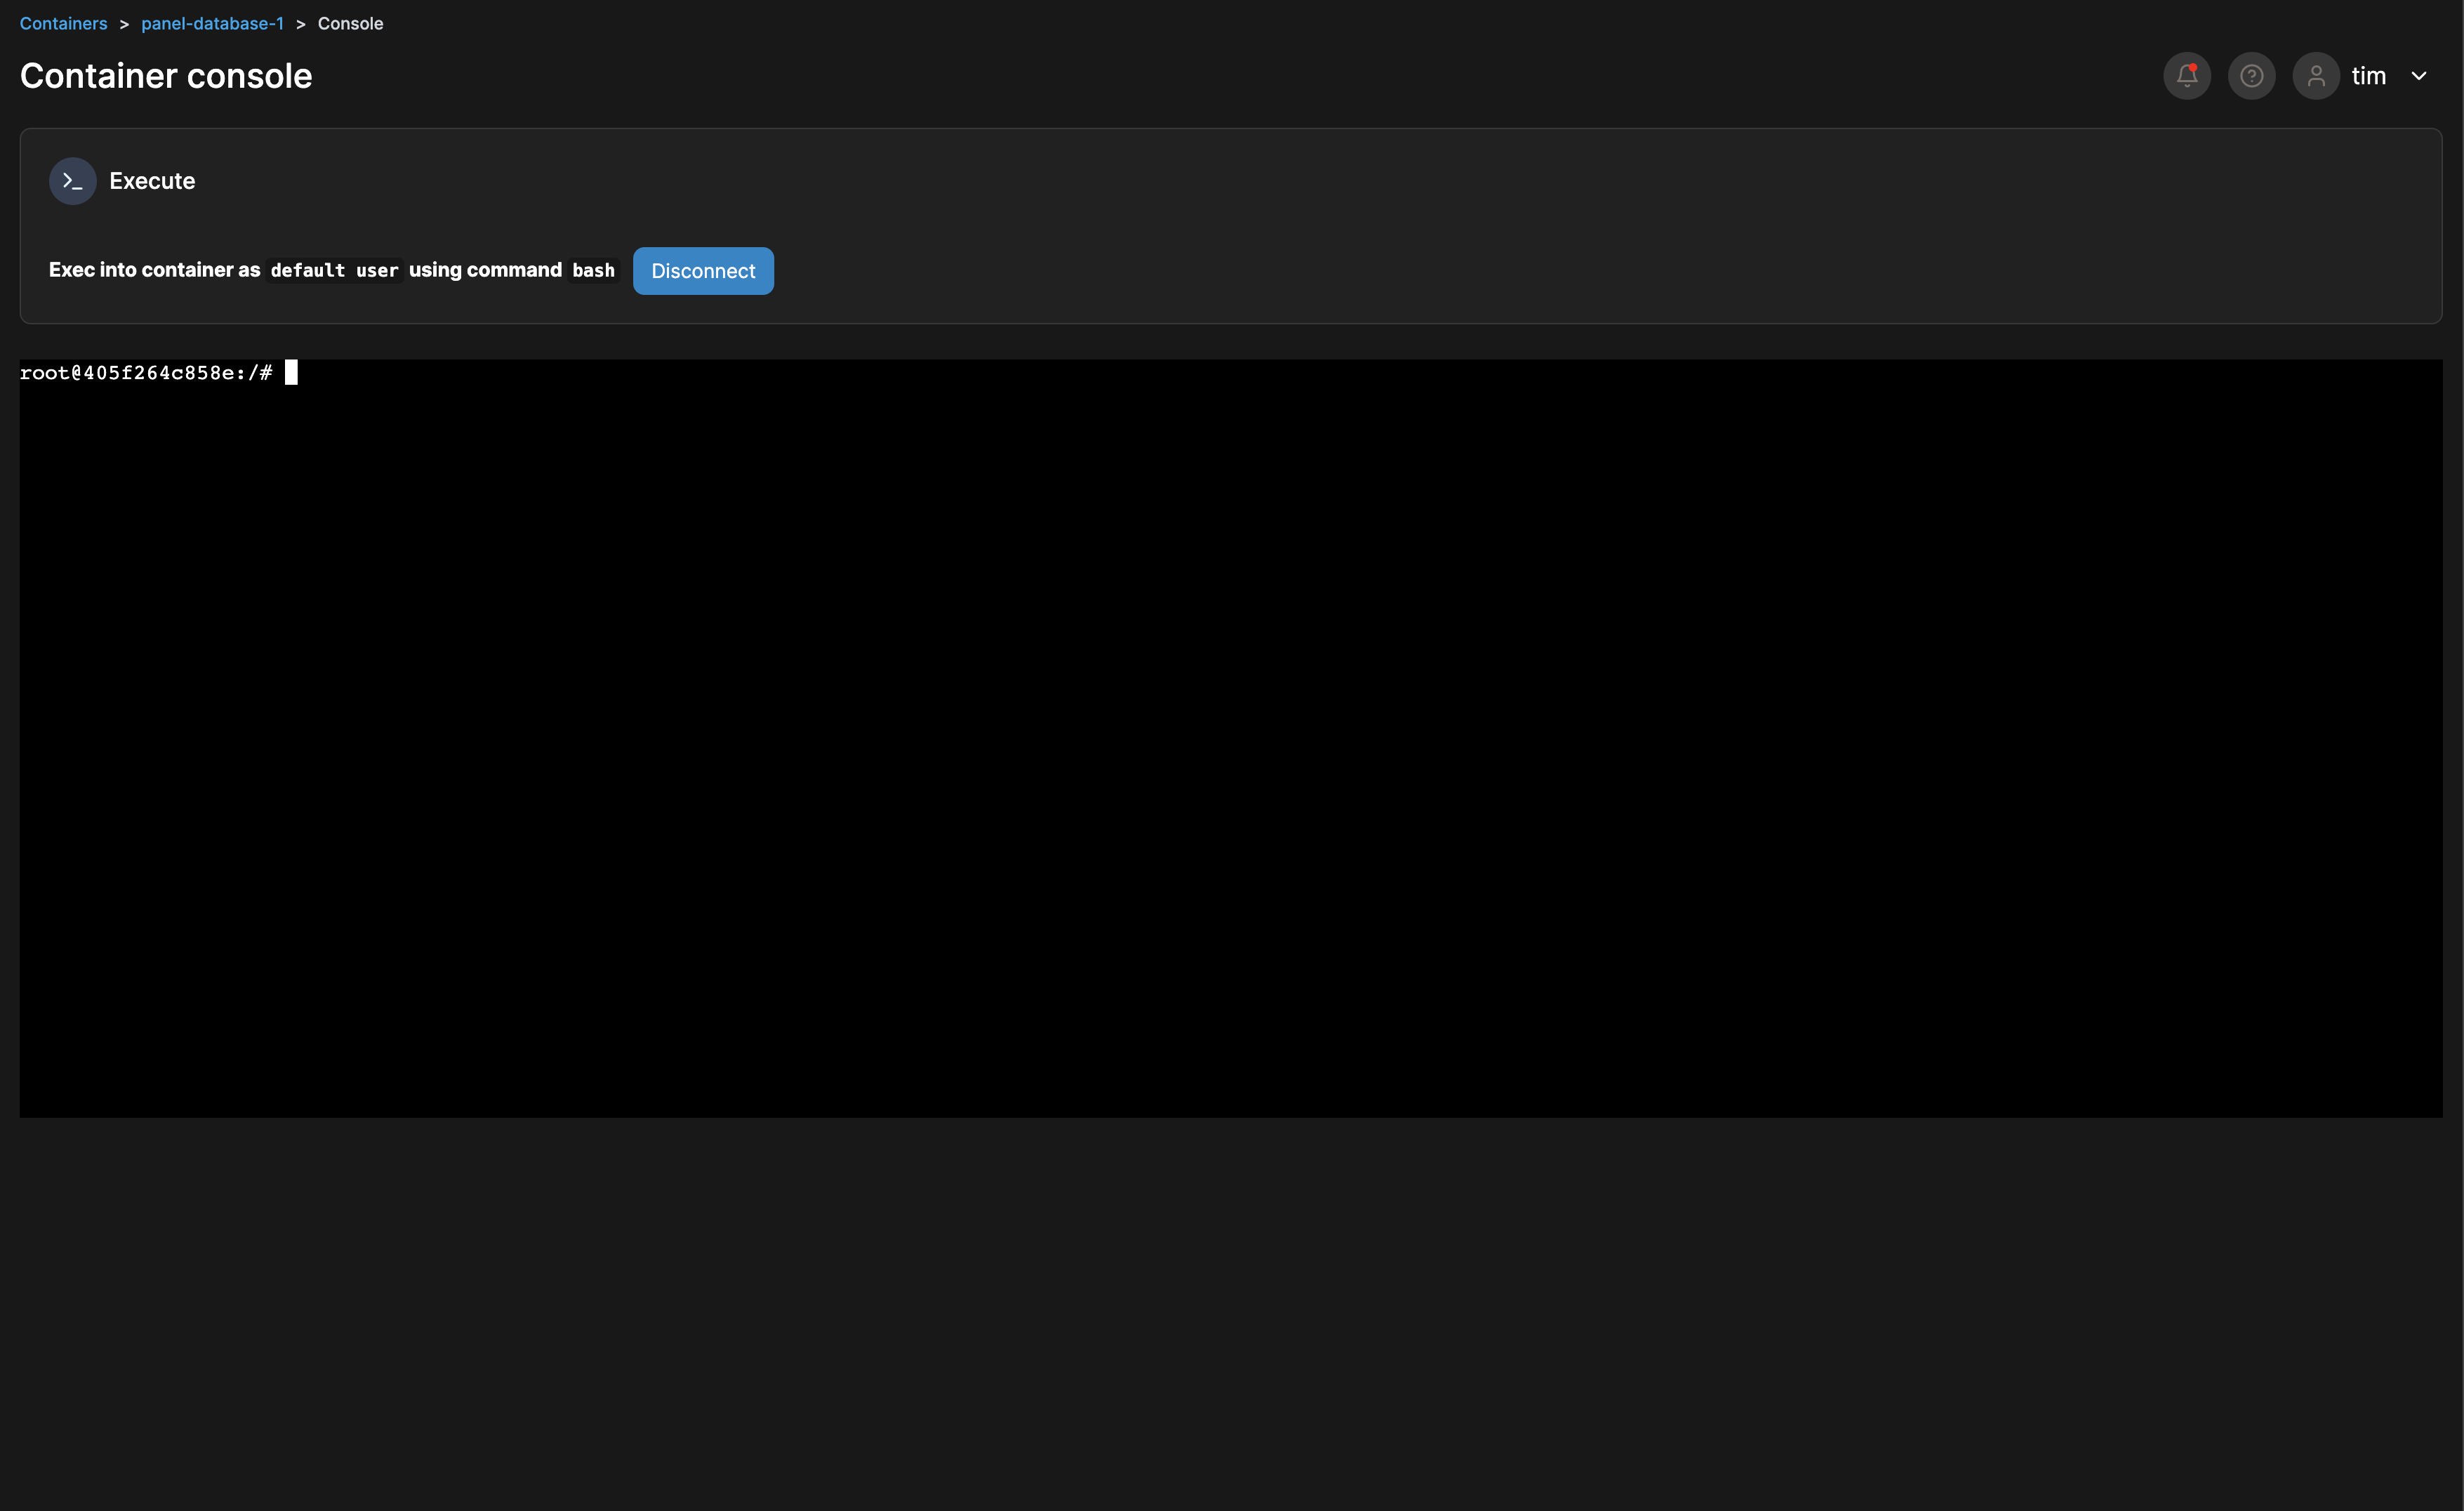 Containers > panel-database-1 > Console
Container console
tim
Execute
Exec into container as default user using command bash Disconnect
root@405f264c858e:/#